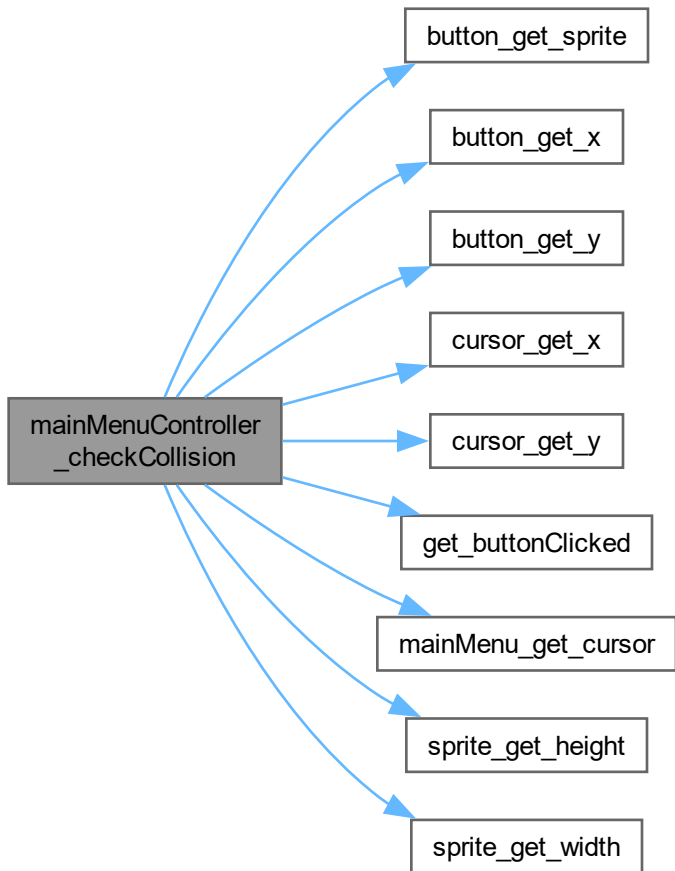 button_get_sprite
button_get_x
button_get_y
cursor_get_x
mainMenuController
_checkCollision
cursor_get_y
get_buttonClicked
mainMenu_get_cursor
sprite_get_height
sprite_get_width